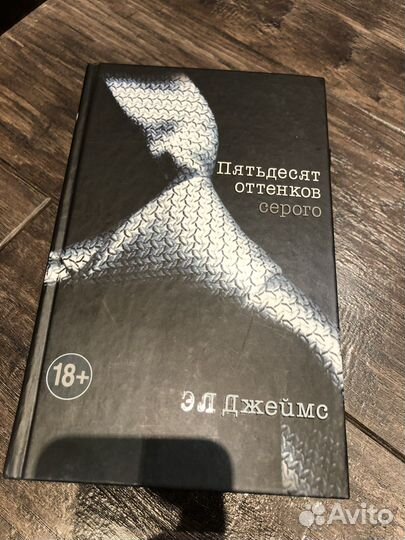 Пятьдесят
оттенков
серого
18+
ЭЛ Джеймс
Avito